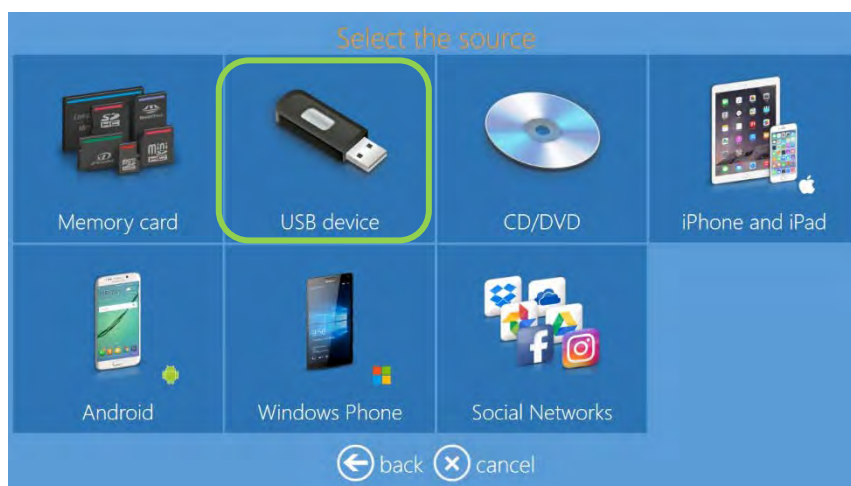 Select the source
Memory card
USB device
CD/DVD
iPhone and iPad
Android
Windows Phone
Social Networks
back cancel